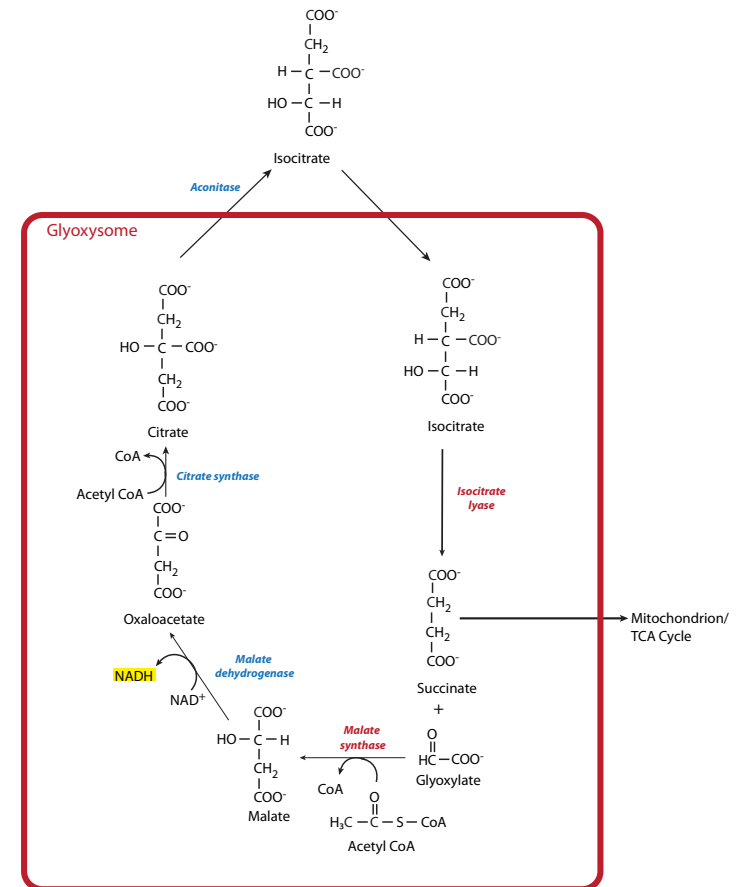 COO-
CH2
H – C – COO-
HO – C – H
COO-
Isocitrate
Aconitase
Glyoxysome
COO-
CH2
HO – C – COO-
CH2
COO-
Citrate
COO-
CH2
H – C – COO-
HO – C – H
COO-
Isocitrate
CoA
Citrate synthase
Acetyl CoA
Isocitrate
lyase
COO-
C=O
CH2
COO-
Oxaloacetate
COO-
CH2
CH2
COO-
Succinate
+
Mitochondrion/
TCA Cycle
Malate
dehydrogenase
NADH
NAD+
COO-
HO – C – H
CH2
COO-
Malate
Malate
synthase
O
HC – COO-
Glyoxylate
CoA
O
H3C – C – S – CoA
Acetyl CoA